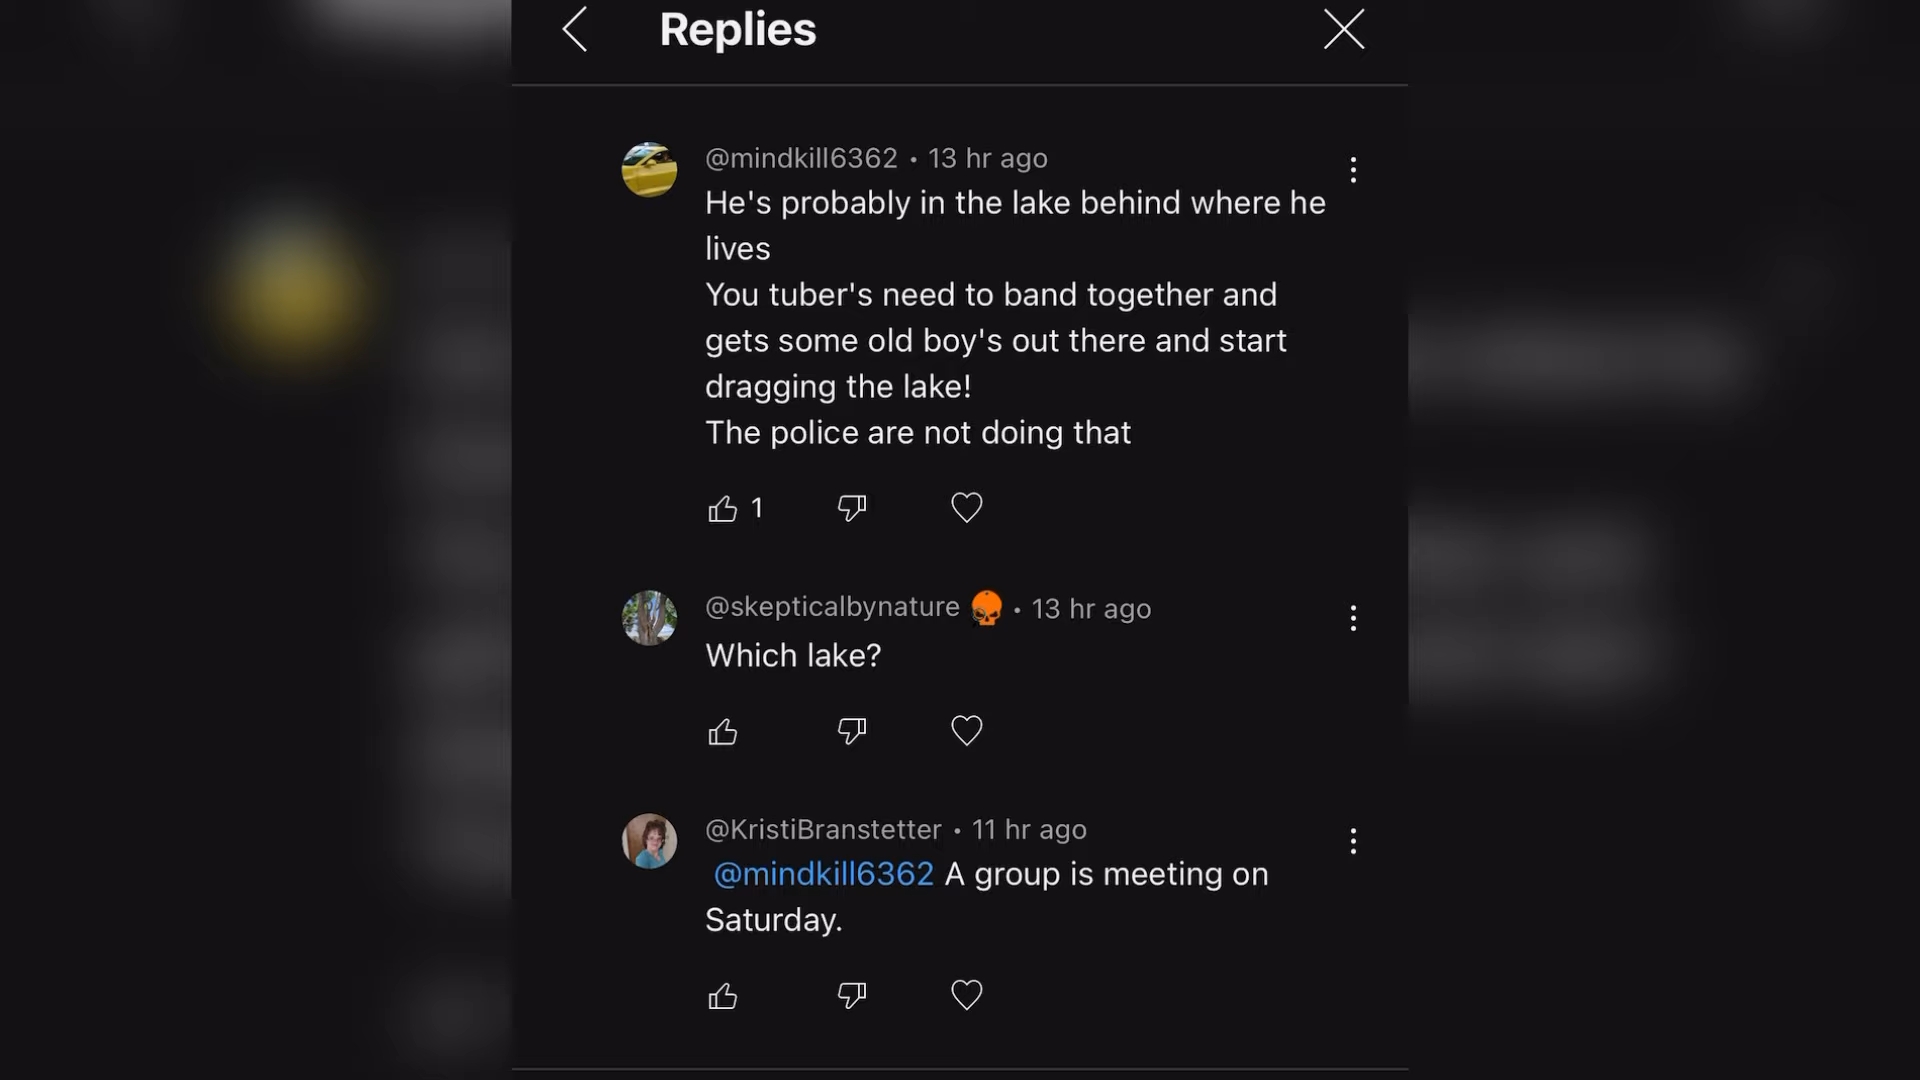 Replies
@mindkill6362 • 13 hr ago
He's probably in the lake behind where he
lives
You tuber's need to band together and
gets some old boy's out there and start
dragging the lake!
The police are not doing that
1
@skepticalbynature • 13 hr ago
Which lake?
@KristiBranstetter • 11 hr ago
@mindkill6362 A group is meeting on
Saturday.